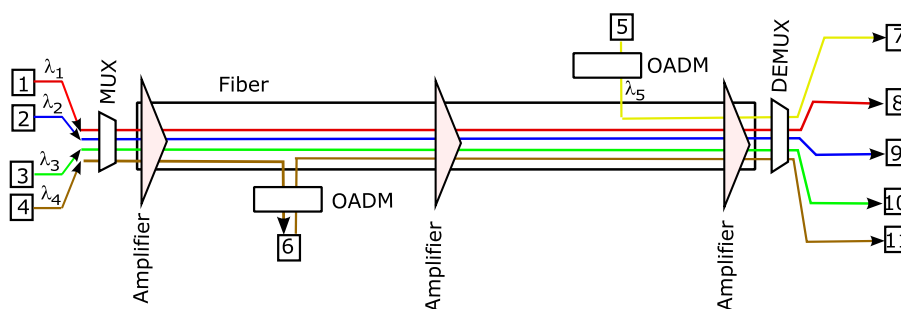 5
7
DEMUX
OADM
λ5
MUX
λ1
1
Fiber
λ2
2
8
9
λ3
3
λ4
4
OADM
10
6
11
Amplifier
Amplifier
Amplifier